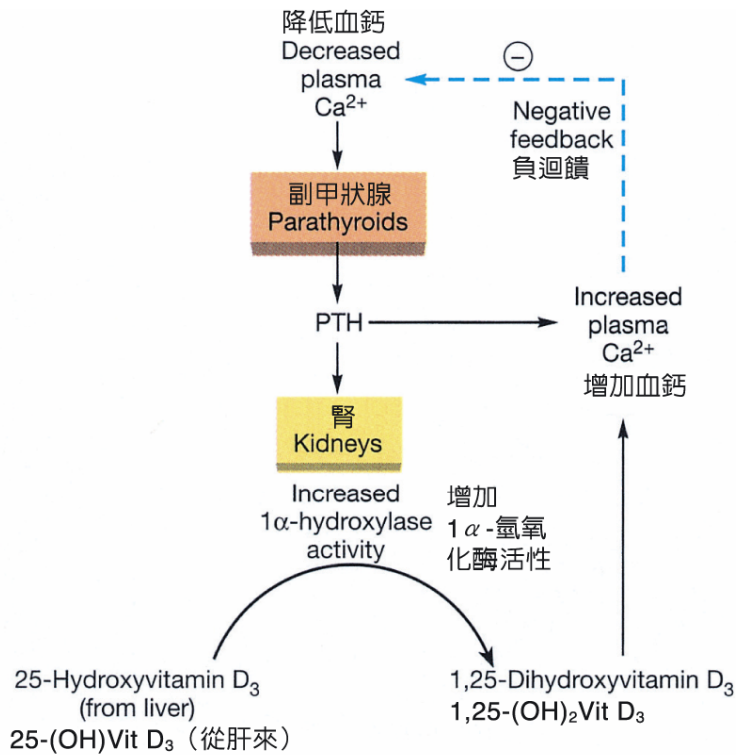 降低血鈣
Decreased
plasma
Ca²⁺
−
Negative
feedback
負迴饋
副甲狀腺
Parathyroids
PTH
Increased
plasma
Ca²⁺
增加血鈣
腎
Kidneys
Increased
1α-hydroxylase
activity
增加
1α-氫氧
化酶活性
25-Hydroxyvitamin D₃
(from liver)
25-(OH)Vit D₃（從肝來）
1,25-Dihydroxyvitamin D₃
1,25-(OH)₂Vit D₃